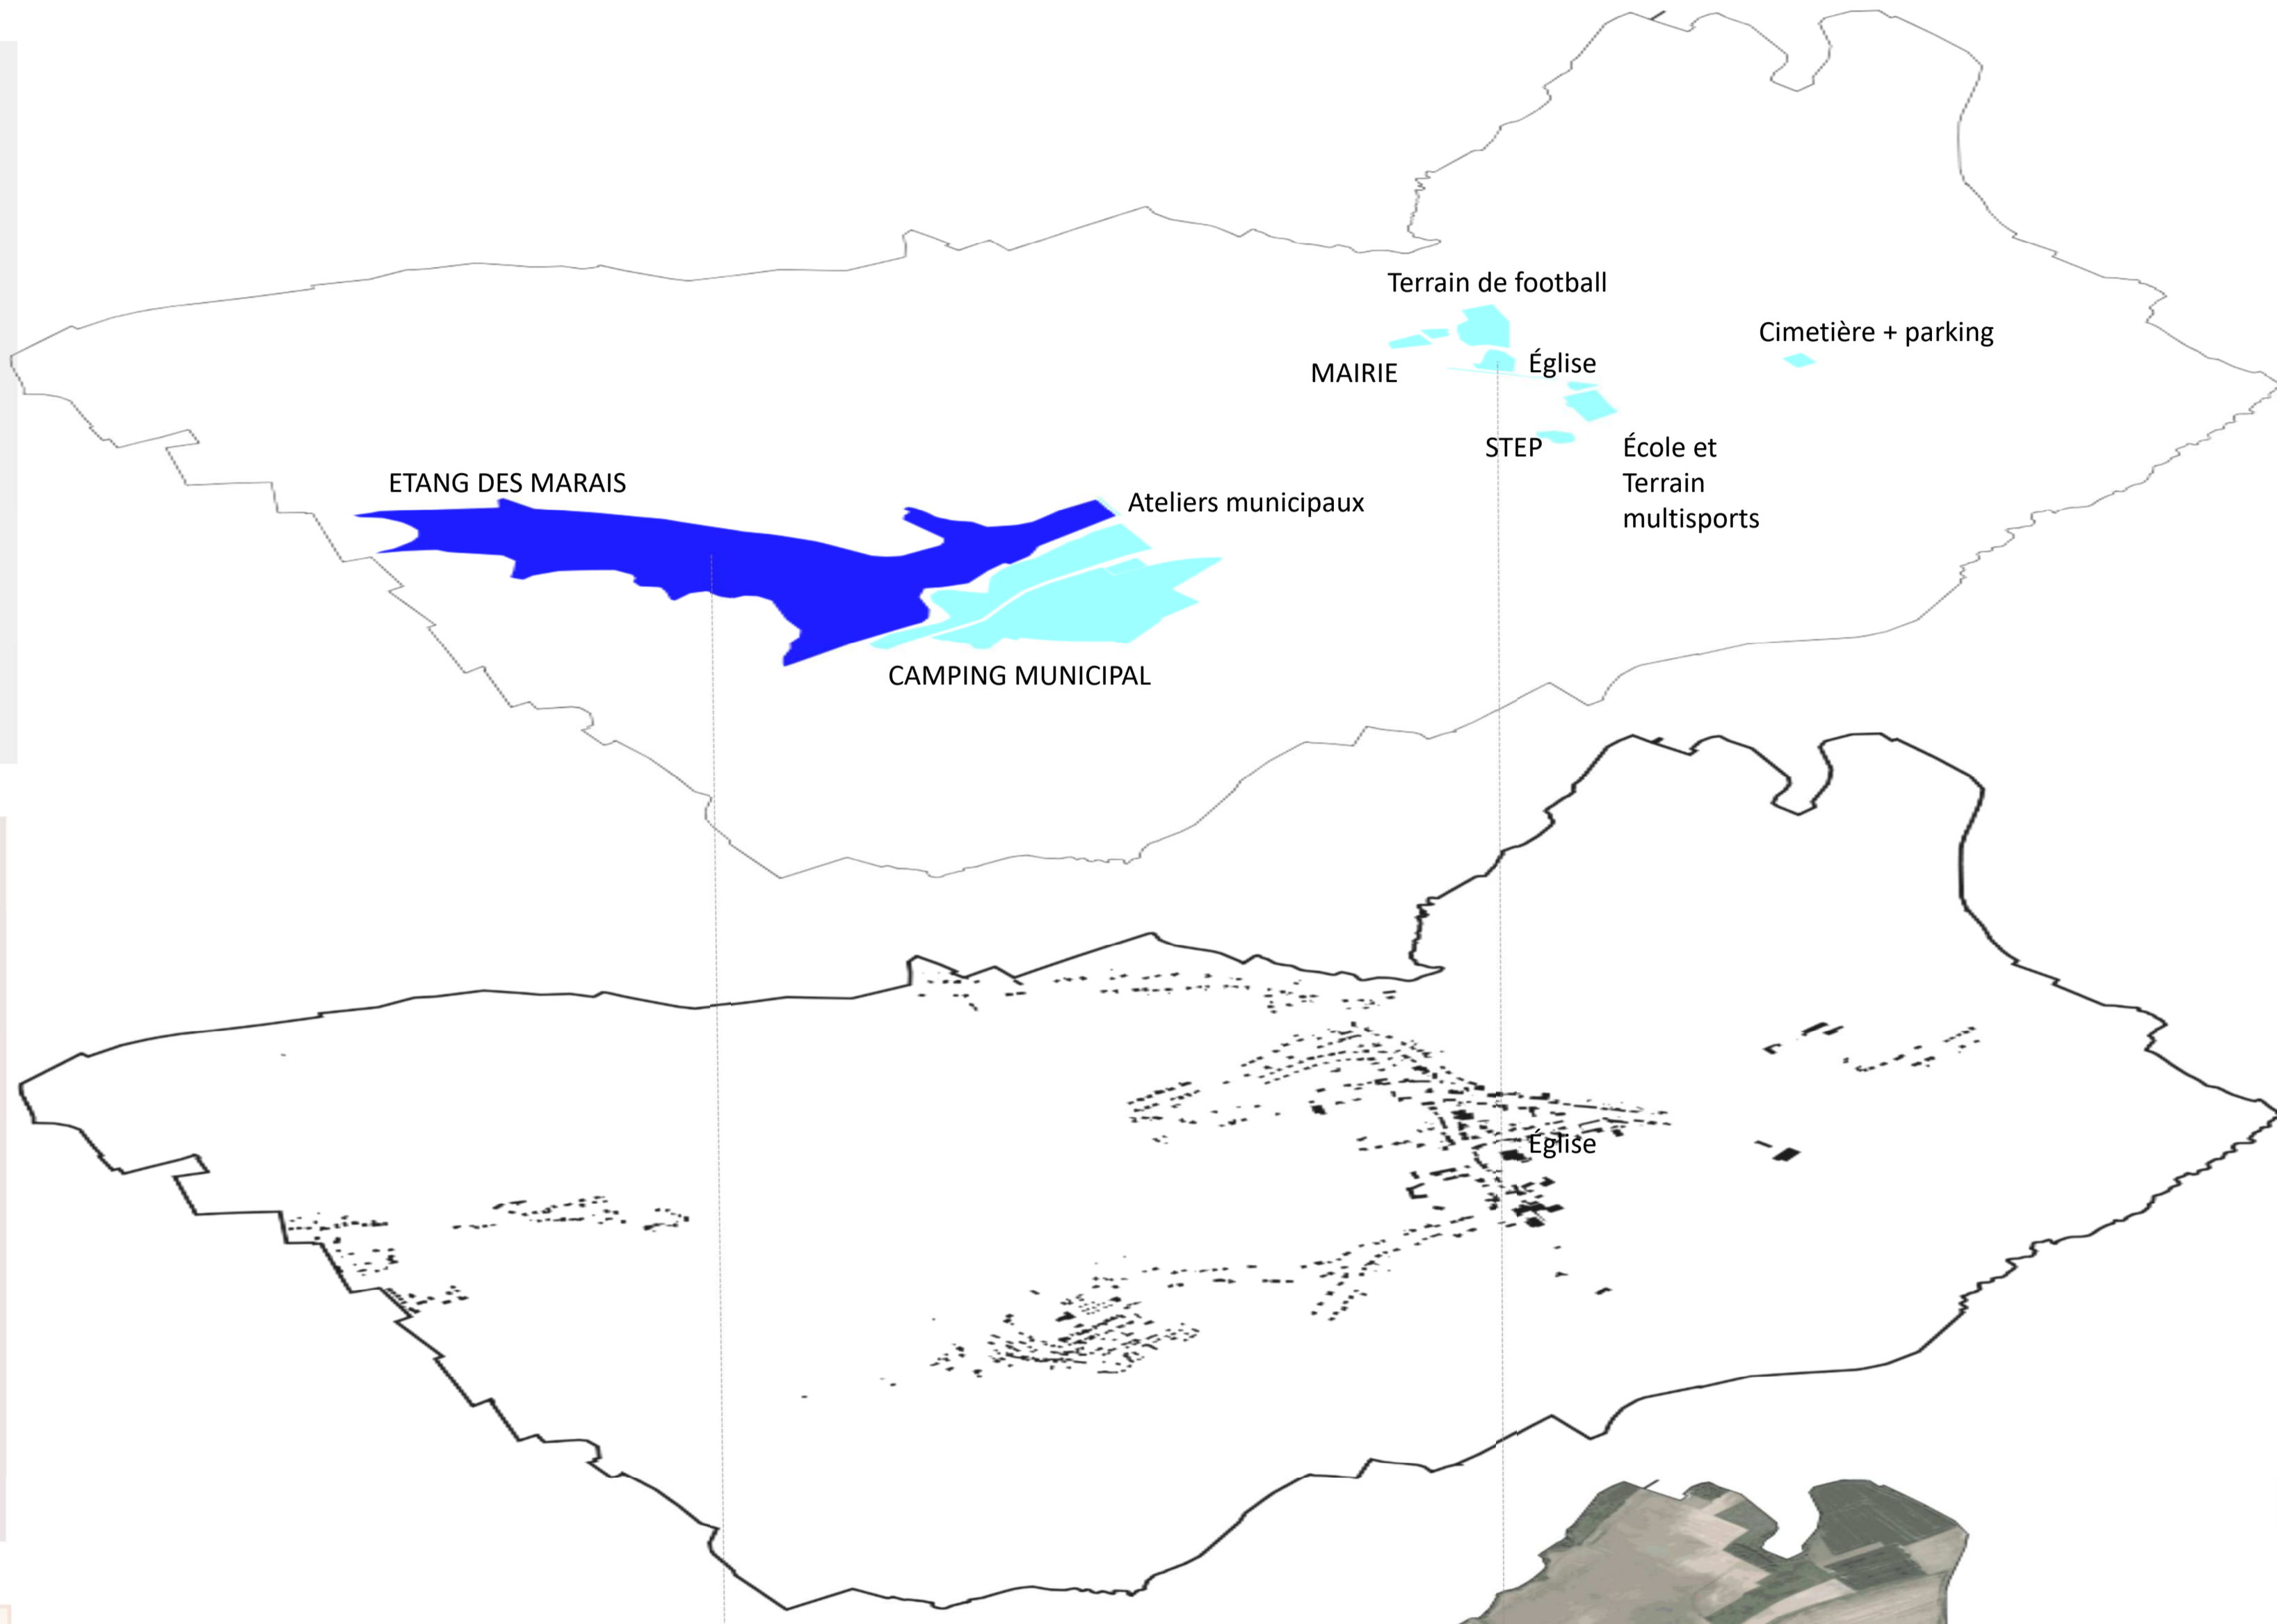 Terrain de football
Cimetière + parking
Église
MAIRIE
STEP
École et
Terrain
multisports
ETANG DES MARAIS
Ateliers municipaux
CAMPING MUNICIPAL
Église